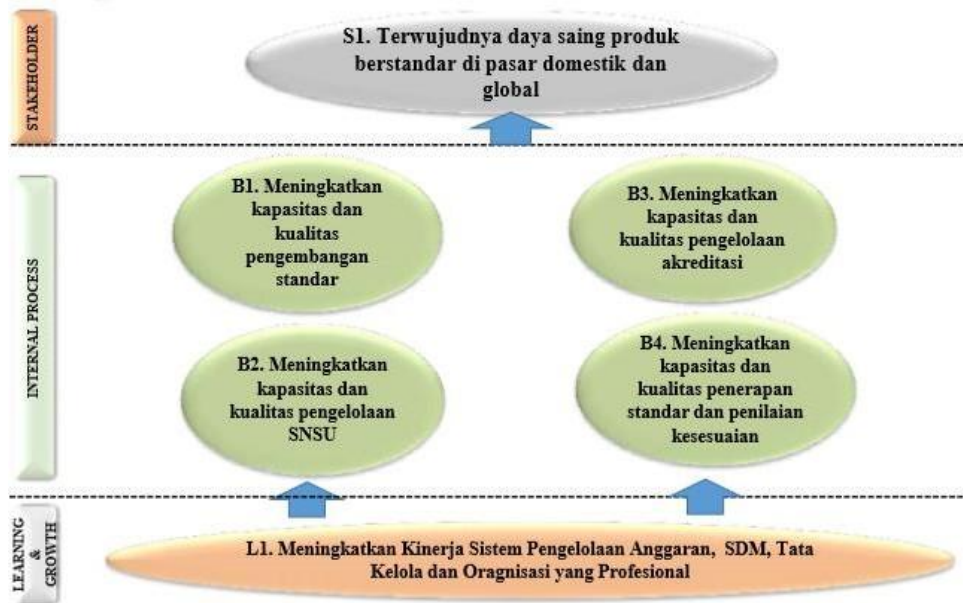 STAKEHOLDER
S1. Terwujudnya daya saing produk
berstandar di pasar domestik dan
global
INTERNAL PROCESS
B1. Meningkatkan
kapasitas dan
kualitas
pengembangan
standar
B3. Meningkatkan
kapasitas dan
kualitas pengelolaan
akreditasi
B2. Meningkatkan
kapasitas dan
kualitas pengelolaan
SNSU
B4. Meningkatkan
kapasitas dan
kualitas penerapan
standar dan penilaian
kesesuaian
LEARNING
&
GROWTH
L1. Meningkatkan Kinerja Sistem Pengelolaan Anggaran, SDM, Tata
Kelola dan Oragnisasi yang Profesional